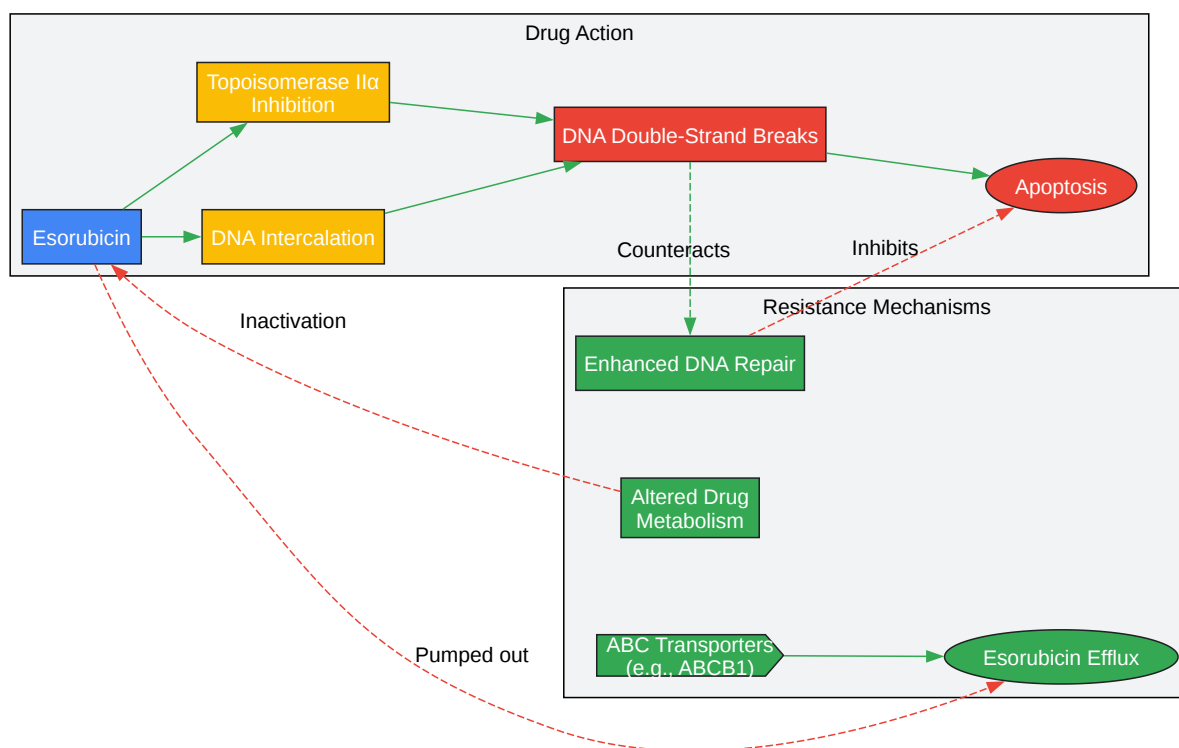 Drug Action
Topoisomerase IIα
Inhibition
DNA Double-Strand Breaks
Apoptosis
Esorubicin
DNA Intercalation
Counteracts
Inhibits
Resistance Mechanisms
Inactivation
Enhanced DNA Repair
Altered Drug
Metabolism
Pumped out
ABC Transporters
(e.g., ABCB1)
Esorubicin Efflux